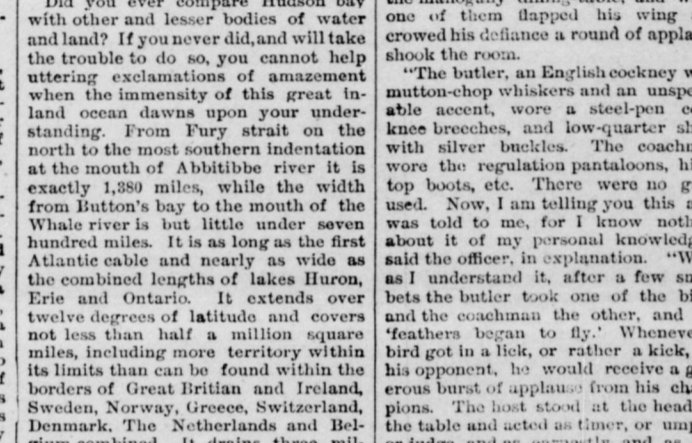 Did you ever compare Hudson bay
with other and lesser bodies of water
and land? If you never did, and will take
the trouble to do so, you cannot help
uttering exclamations of amazement
when the immensity of this great in-
land ocean dawns upon your under-
standing. From Fury strait on the
north to the most southern indentation
at the mouth of Abbitibbe river it is
exactly 1,380 miles, while the width
from Button's bay to the mouth of the
Whale river is but little under seven
hundred miles. It is as long as the first
Atlantic cable and nearly as wide as
the combined lengths of lakes Huron,
Erie and Ontario. It extends over
twelve degrees of latitude and covers
not less than half a million square
miles, including more territory within
its limits than can be found within the
borders of Great Britian and Ireland,
Sweden, Norway, Greece, Switzerland,
Denmark, The Netherlands and Bel-
gium combined. It drains three mil-
one of them flapped his wing
crowed his defiance a round of appla
shook the room.
"The butler, an English cockney w
mutton-chop whiskers and an unspe
able accent, wore a steel-pen c
knee breeches, and low-quarter sh
with silver buckles. The coachm
wore the regulation pantaloons, hi
top boots, etc. There were no g
used. Now, I am telling you this a
was told to me, for I know noth
about it of my personal knowledg
said the officer, in explanation. "W
as I understand it, after a few sm
bets the butler took one of the bi
and the coachman the other, and
'feathers began to fly.' Wheneve
bird got in a lick, or rather a kick,
his opponent, he would receive a g
erous burst of applause from his cha
pions. The host stood at the head
the table and acted as timer, or ump